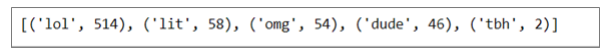 [('lol', 514), ('lit', 58), ('omg', 54), ('dude', 46), ('tbh', 2)]